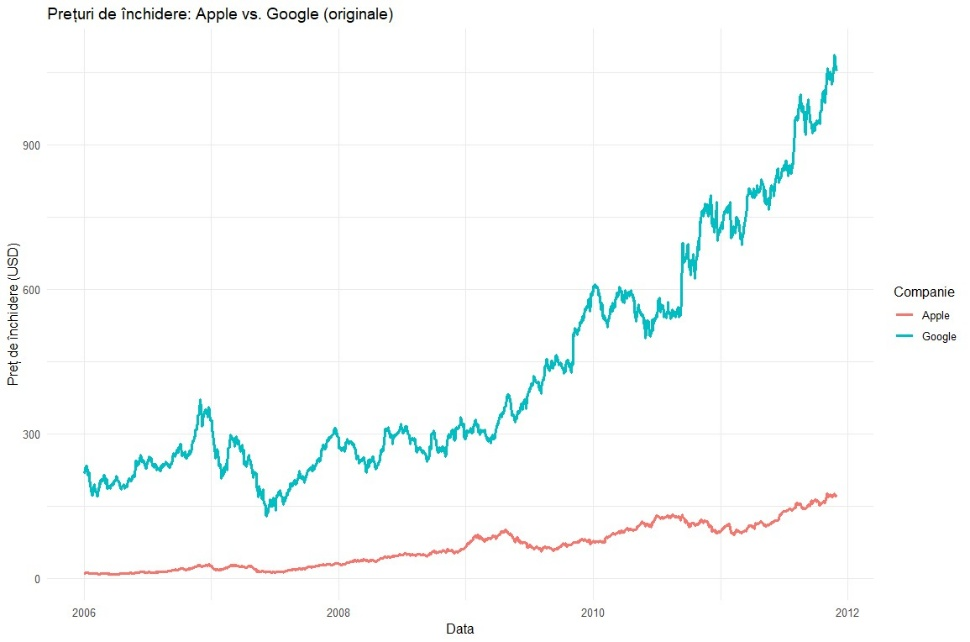 Prețuri de închidere: Apple vs. Google (originale)
Preț de închidere (USD)
900
600
300
0
2006
2008
2010
2012
Data
Companie
Apple
Google